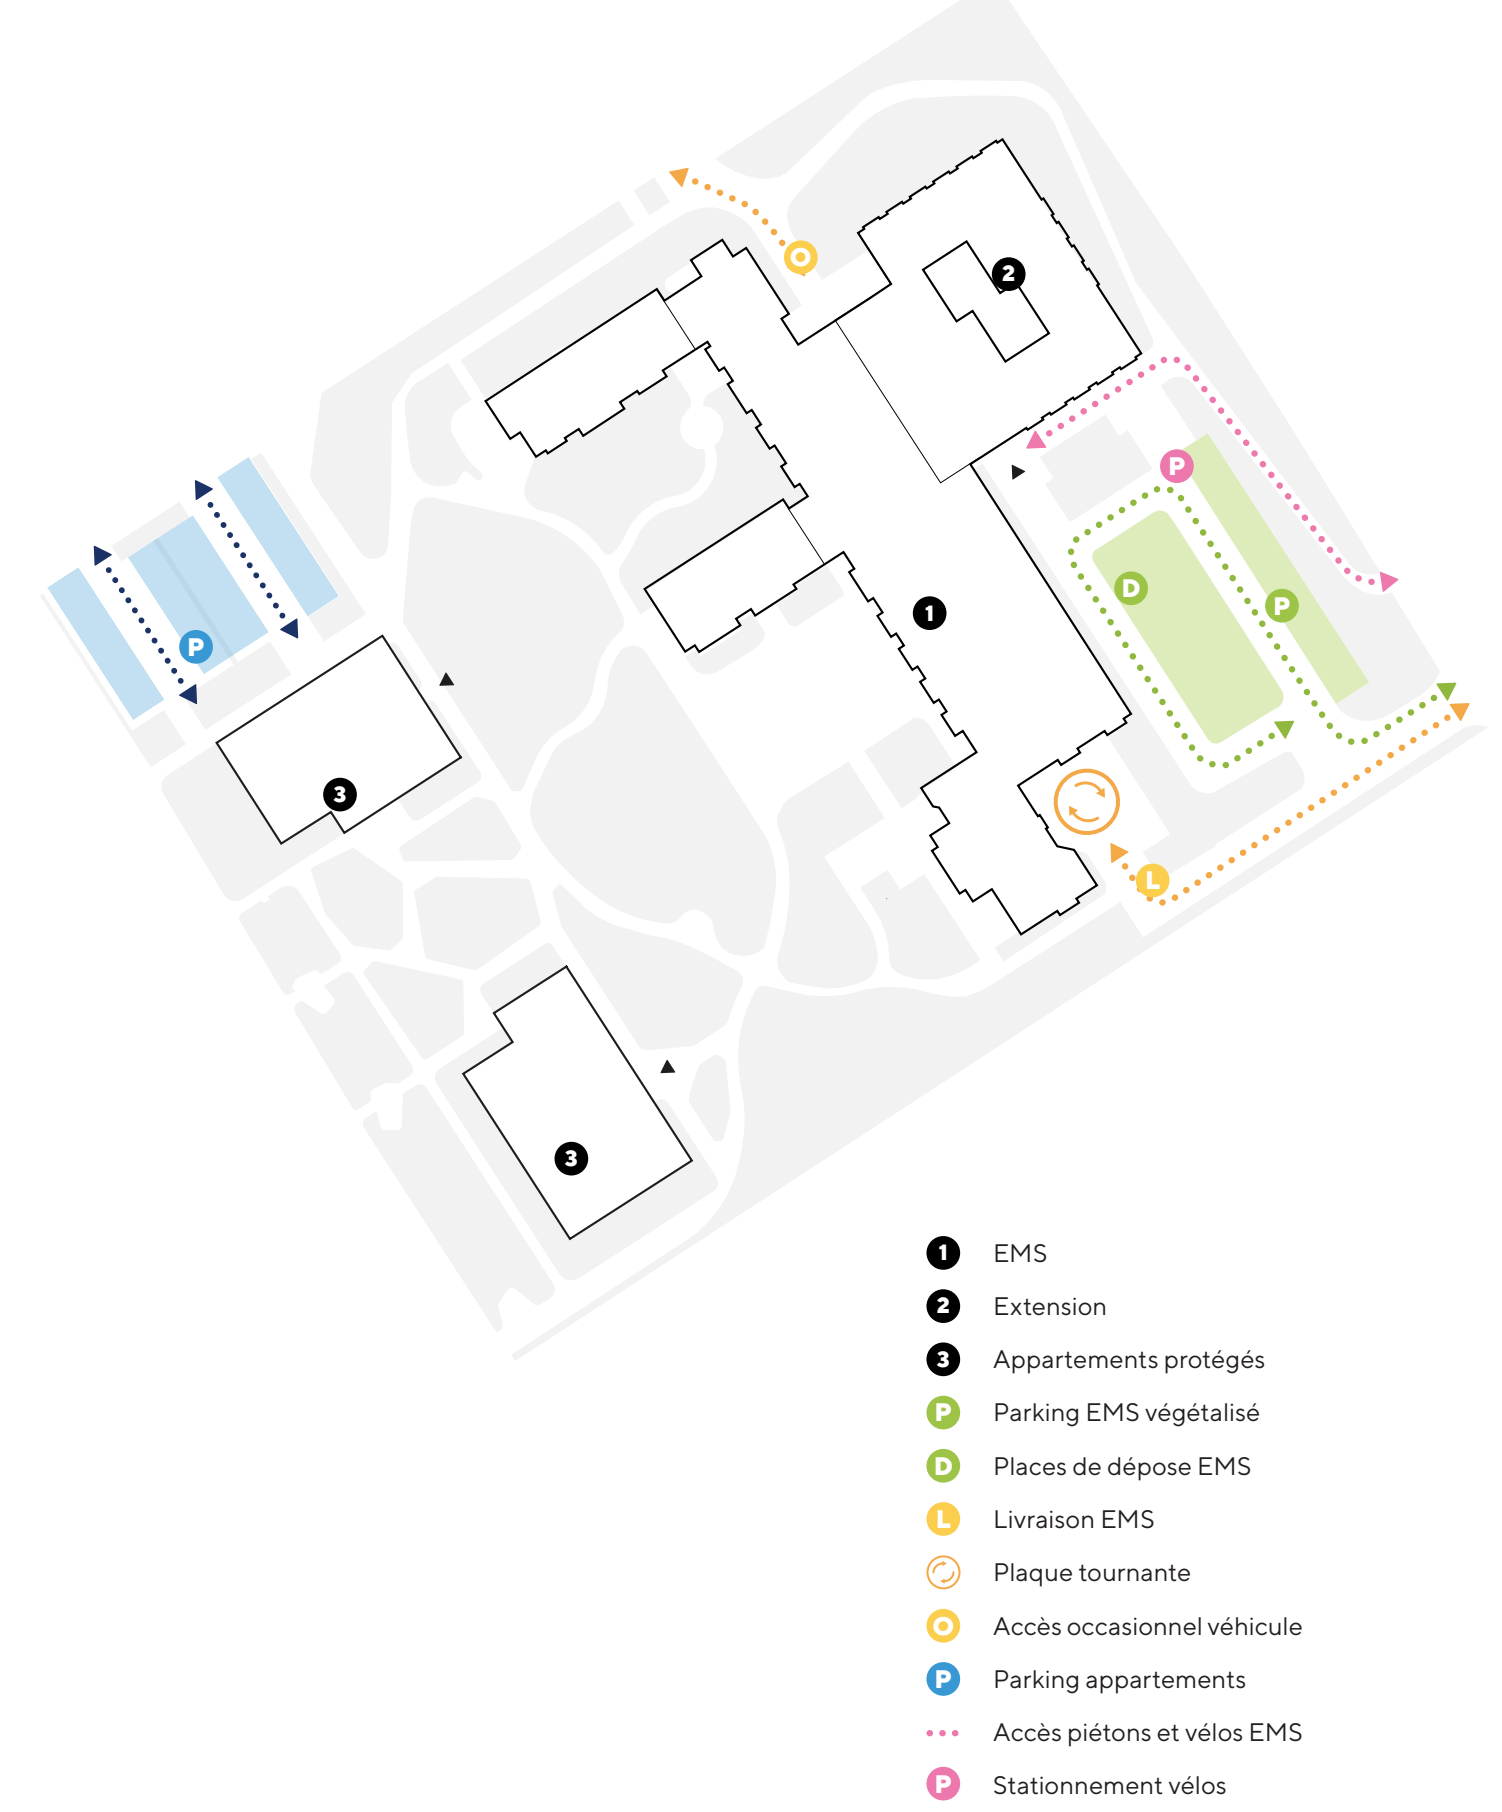 O
2
P
D
P
1
P
3
L
3
1 EMS
2 Extension
3 Appartements protégés
P Parking EMS végétalisé
D Places de dépose EMS
L Livraison EMS
Plaque tournante
O Accès occasionnel véhicule
P Parking appartements
Accès piétons et vélos EMS
P Stationnement vélos